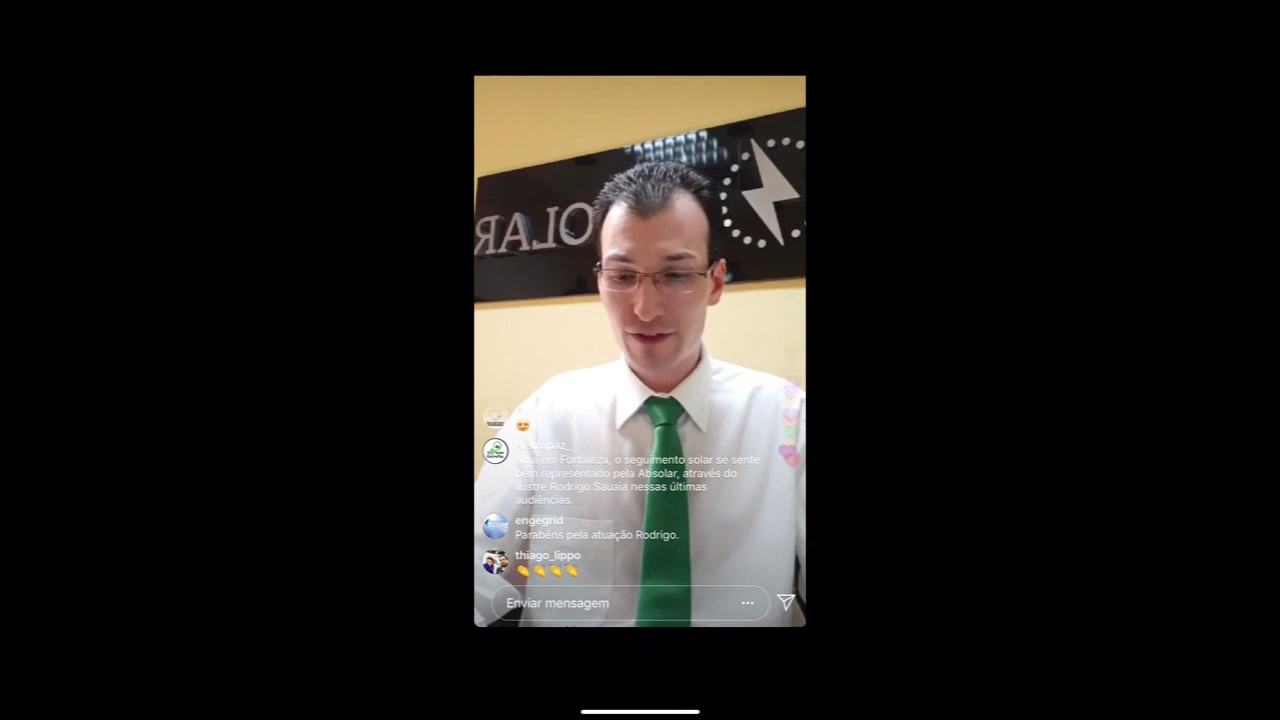 OLAR
eletropaz_
Aqui em Fortaleza, o seguimento solar se sente
bem representado pela Absolar, através do
ilustre Rodrigo Sauaia nessas últimas
audiências.
engegrid
Parabéns pela atuação Rodrigo.
thiago_lippo
Enviar mensagem